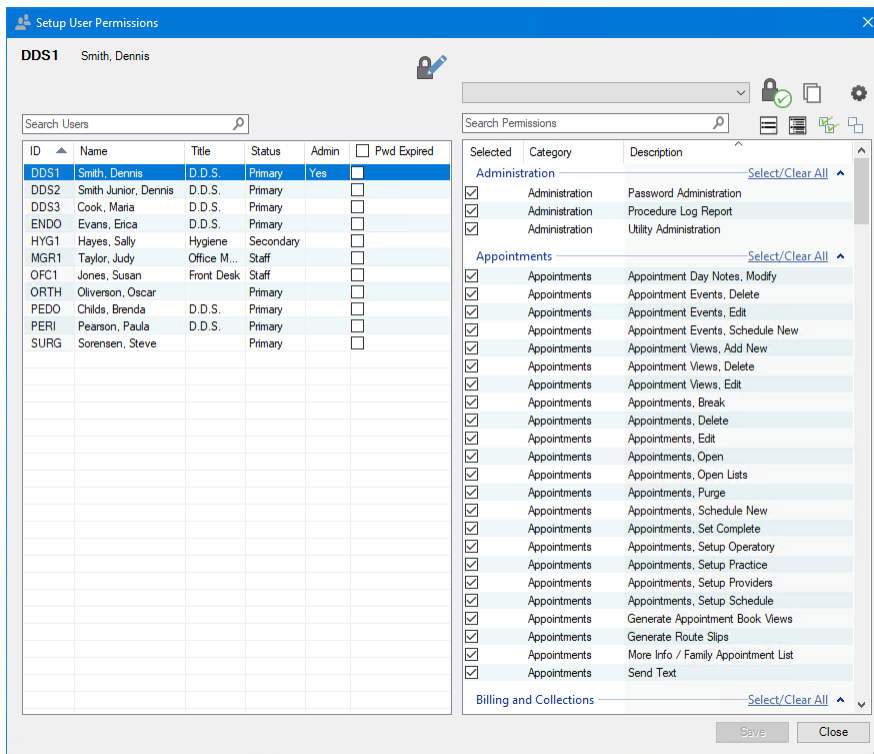 Setup User Permissions
DDS1 Smith, Dennis
Search Users
ID Name Title Status Admin Pwd Expired
DDS1 Smith, Dennis D.D.S. Primary Yes
DDS2 Smith Junior, Dennis D.D.S. Primary
DDS3 Cook, Maria D.D.S. Primary
ENDO Evans, Erica D.D.S. Primary
HYG1 Hayes, Sally Hygiene Secondary
MGR1 Taylor, Judy Office M... Staff
OFC1 Jones, Susan Front Desk Staff
ORTH Oliverson, Oscar Primary
PEDO Childs, Brenda D.D.S. Primary
PERI Pearson, Paula D.D.S. Primary
SURG Sorensen, Steve Primary
Search Permissions
Selected Category Description
Administration Select/Clear All
Administration Password Administration
Administration Procedure Log Report
Administration Utility Administration
Appointments Select/Clear All
Appointments Appointment Day Notes, Modify
Appointments Appointment Events, Delete
Appointments Appointment Events, Edit
Appointments Appointment Events, Schedule New
Appointments Appointment Views, Add New
Appointments Appointment Views, Delete
Appointments Appointment Views, Edit
Appointments Appointments, Break
Appointments Appointments, Delete
Appointments Appointments, Edit
Appointments Appointments, Open
Appointments Appointments, Open Lists
Appointments Appointments, Purge
Appointments Appointments, Schedule New
Appointments Appointments, Set Complete
Appointments Appointments, Setup Operatory
Appointments Appointments, Setup Practice
Appointments Appointments, Setup Providers
Appointments Appointments, Setup Schedule
Appointments Generate Appointment Book Views
Appointments Generate Route Slips
Appointments More Info / Family Appointment List
Appointments Send Text
Billing and Collections Select/Clear All
Save Close